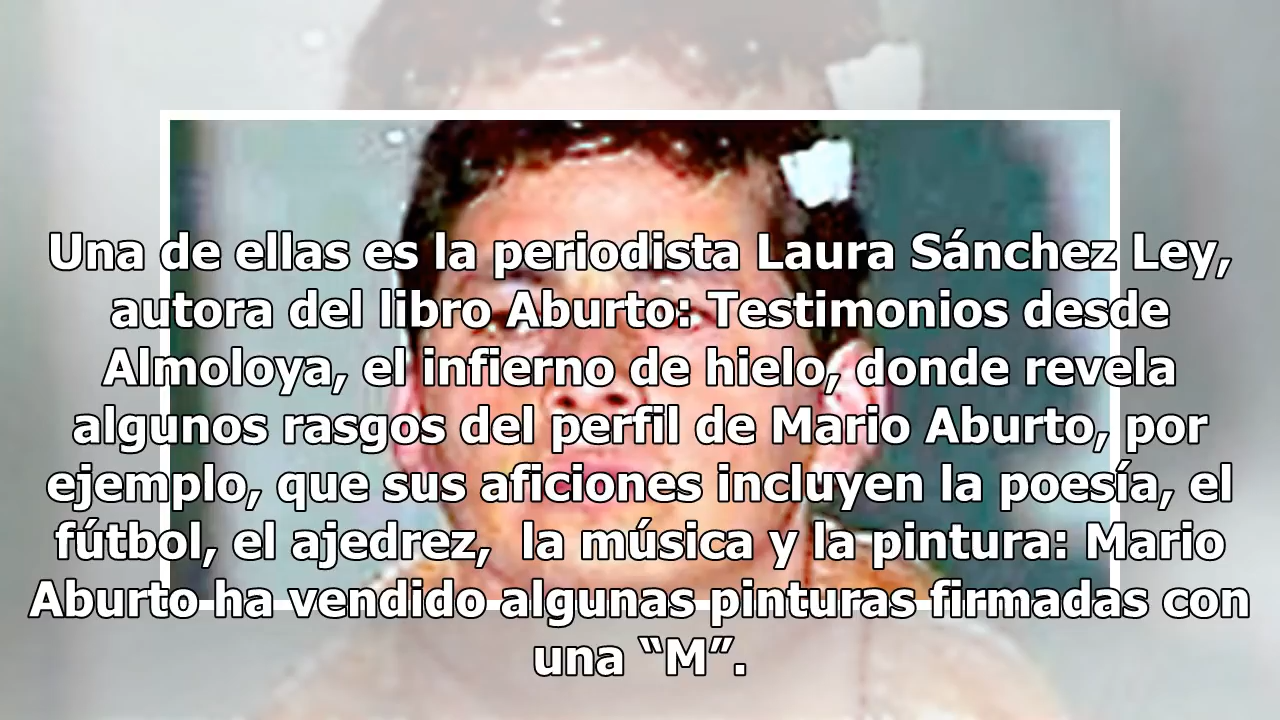 Una de ellas es la periodista Laura Sánchez Ley,
autora del libro Aburto: Testimonios desde
Almoloya, el infierno de hielo, donde revela
algunos rasgos del perfil de Mario Aburto, por
ejemplo, que sus aficiones incluyen la poesía, el
fútbol, el ajedrez,  la música y la pintura: Mario
Aburto ha vendido algunas pinturas firmadas con
una “M”.